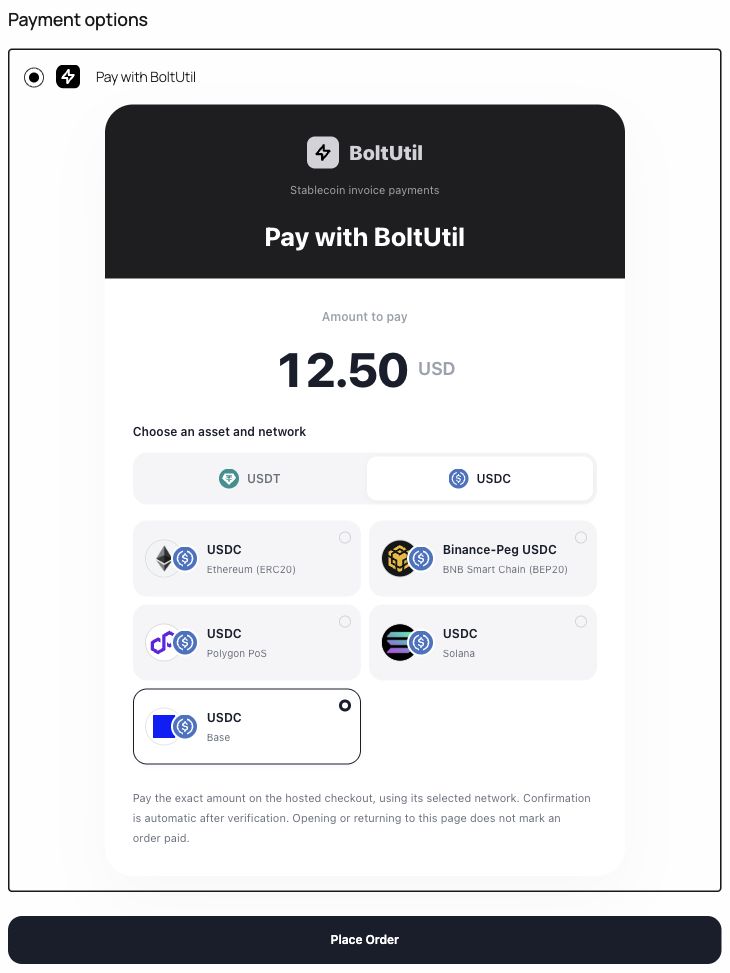 Payment options
Pay with BoltUtil
BoltUtil
Stablecoin invoice payments
Pay with BoltUtil
Amount to pay
12.50 USD
Choose an asset and network
USDT
USDC
USDC
Ethereum (ERC20)
Binance-Peg USDC
BNB Smart Chain (BEP20)
USDC
Polygon PoS
USDC
Solana
USDC
Base
Pay the exact amount on the hosted checkout, using its selected network. Confirmation
is automatic after verification. Opening or returning to this page does not mark an
order paid.
Place Order